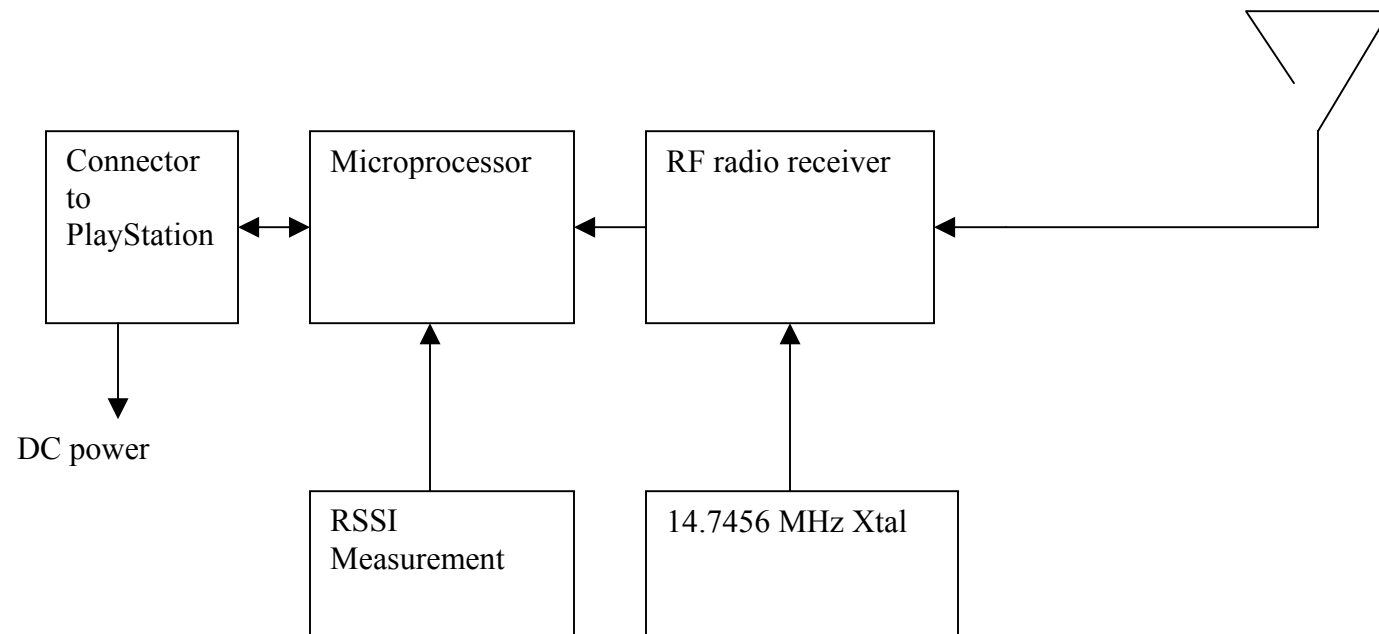 Connector
to
PlayStation
Microprocessor
RF radio receiver
DC power
RSSI
Measurement
14.7456 MHz Xtal